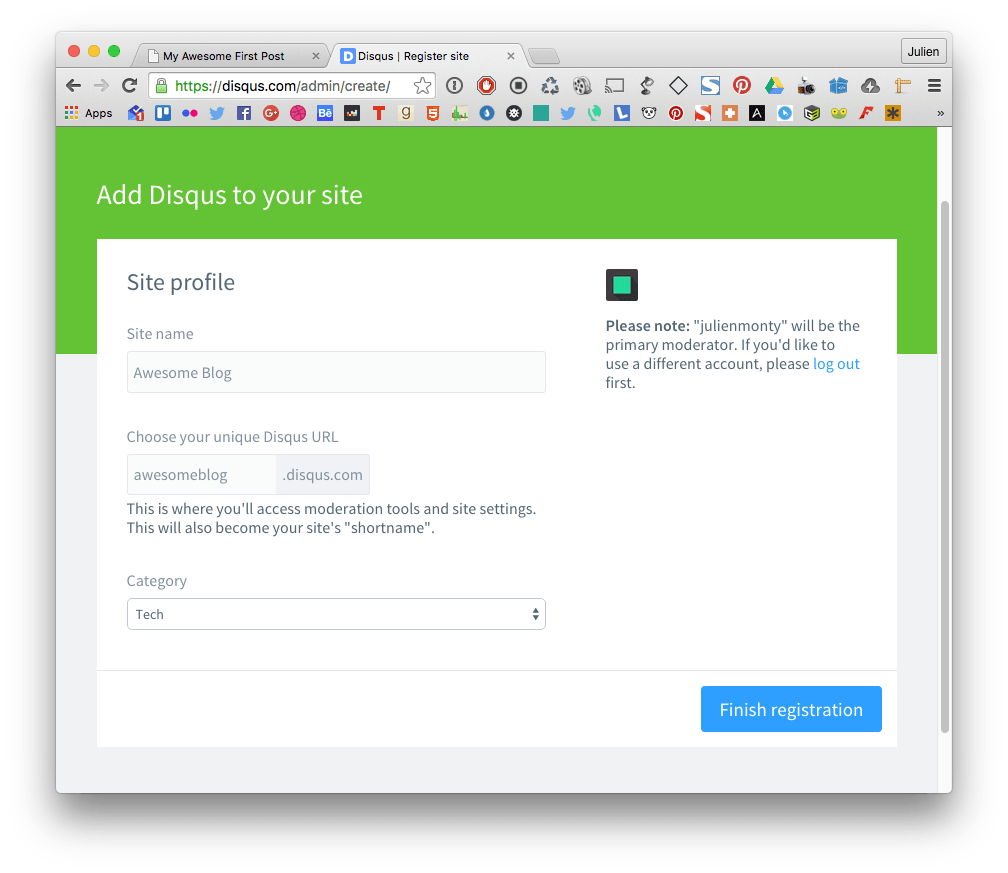 My Awesome First Post
Disqus | Register site
Julien
https://disqus.com/admin/create/
Apps
Add Disqus to your site
Site profile
Site name
Awesome Blog
Choose your unique Disqus URL
awesomeblog .disqus.com
This is where you'll access moderation tools and site settings.
This will also become your site's "shortname".
Category
Tech
Please note: "julienmonty" will be the
primary moderator. If you'd like to
use a different account, please log out
first.
Finish registration